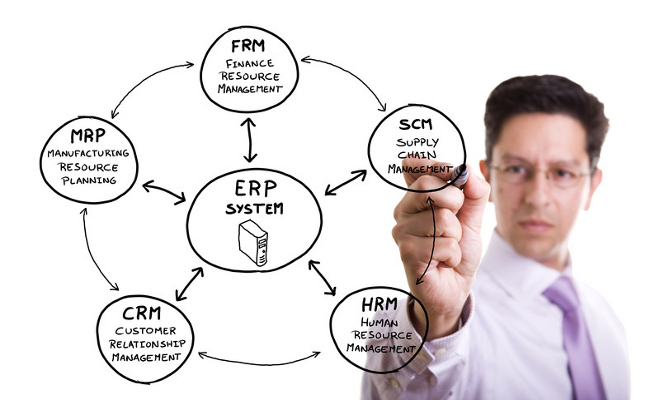 FRM
FINANCE
RESOURCE
MANAGEMENT
MRP
MANUFACTURING
RESOURCE
PLANNING
SCM
SUPPLY
CHAIN
MANAGEMENT
ERP
SYSTEM
CRM
CUSTOMER
RELATIONSHIP
MANAGEMENT
HRM
HUMAN
RESOURCE
MANAGEMENT